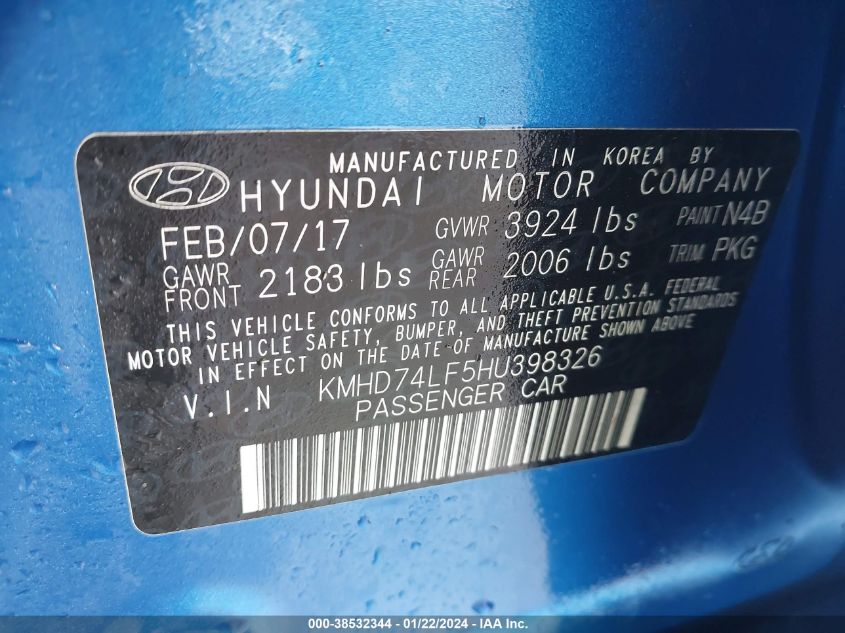 MANUFACTURED IN KOREA BY
HYUNDAI MOTOR COMPANY
FEB/07/17 GVWR 3924 lbs PAINT N4B
GAWR FRONT 2183 lbs GAWR REAR 2006 lbs TRIM PKG
THIS VEHICLE CONFORMS TO ALL APPLICABLE U.S.A. FEDERAL
MOTOR VEHICLE SAFETY, BUMPER, AND THEFT PREVENTION STANDARDS
IN EFFECT ON THE DATE OF MANUFACTURE SHOWN ABOVE
V.I.N KMHD74LF5HU398326
PASSENGER CAR
000-38532344 - 01/22/2024 - IAA Inc.